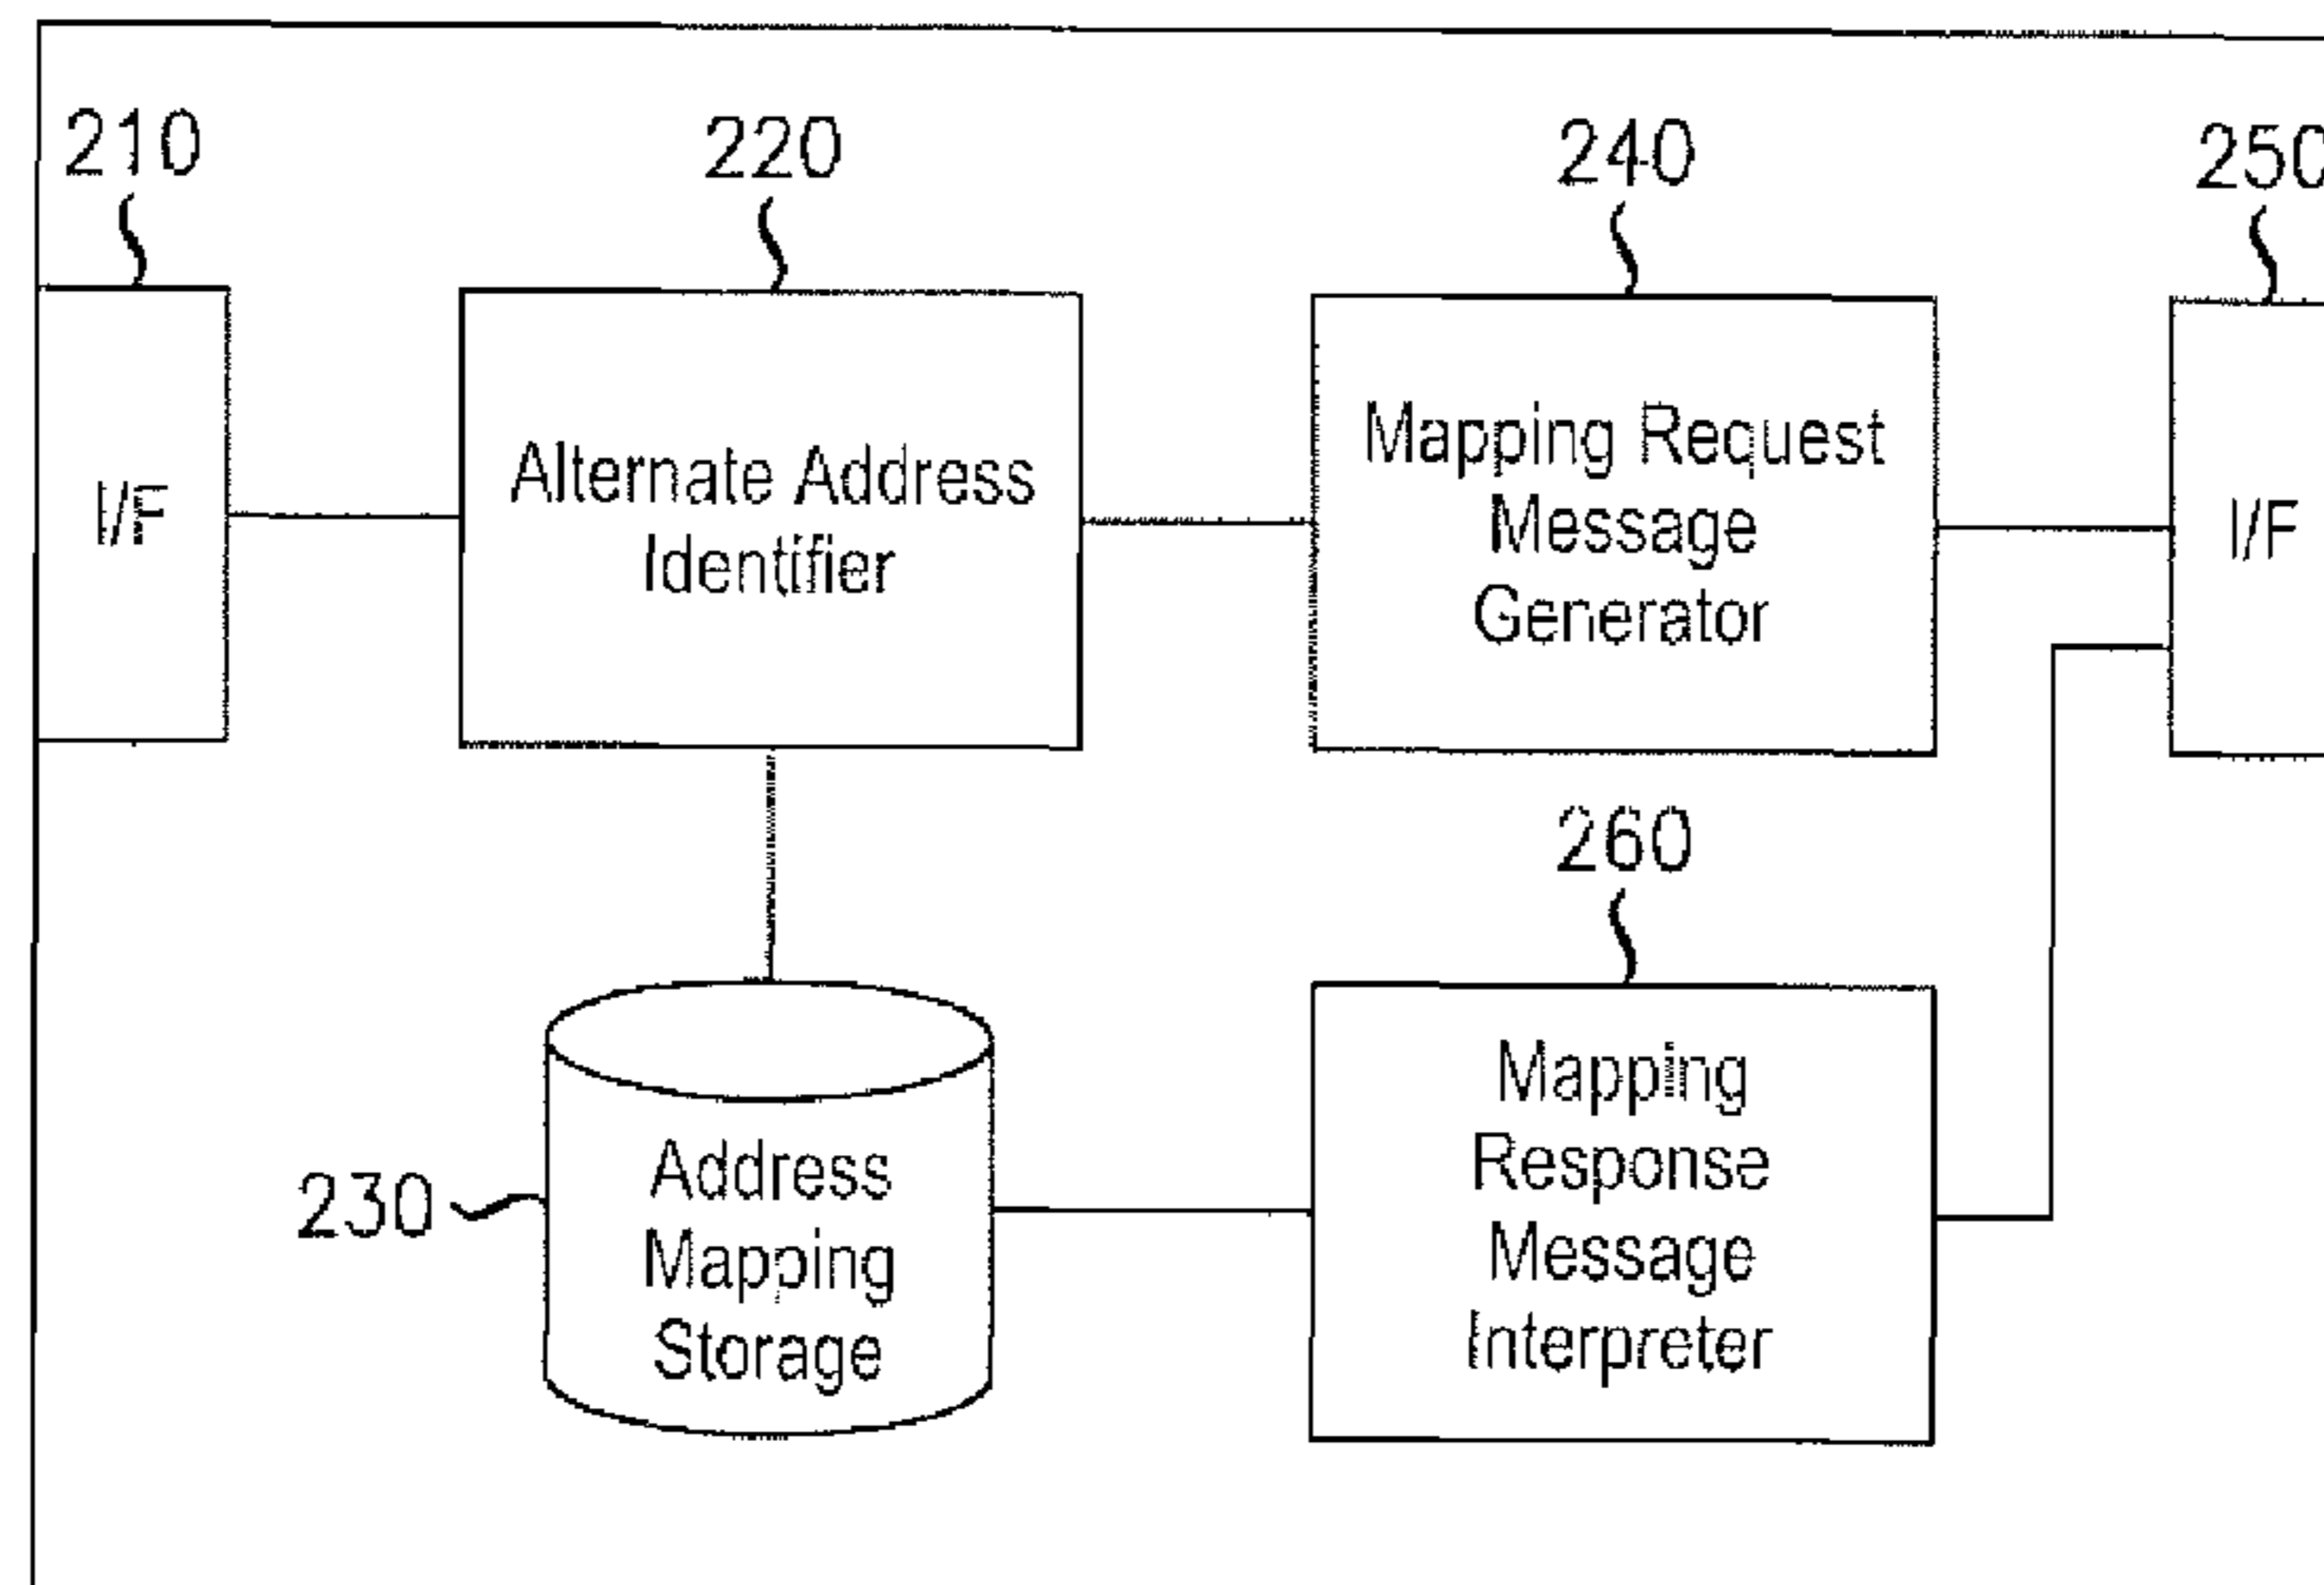 210
220
240
250
I/F
Alternate Address
Identifier
Mapping Request
Message
Generator
I/F
260
230
Address
Mapping
Storage
Mapping
Response
Message
Interpreter